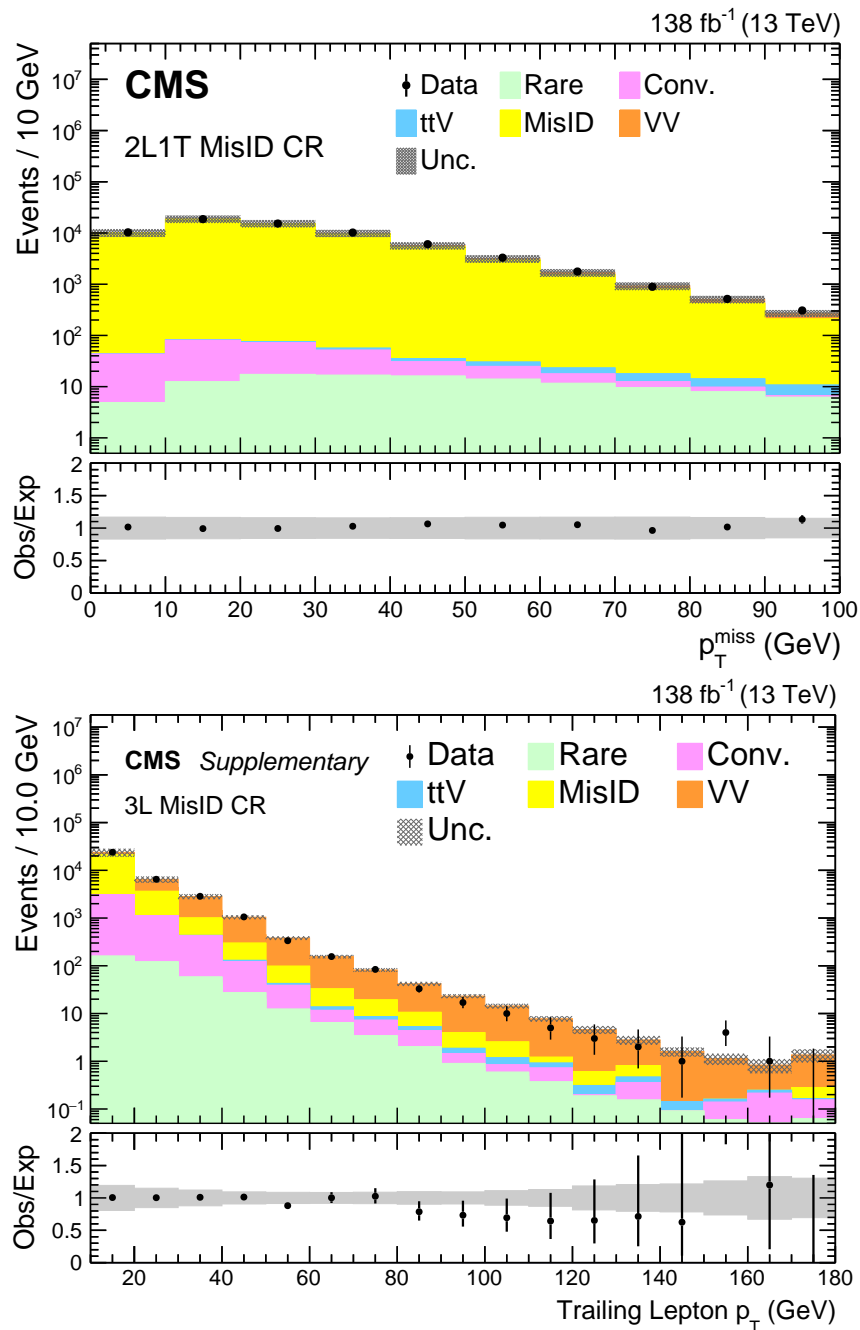 138 fb⁻¹ (13 TeV)
CMS
Data Rare Conv.
2L1T MisID CR
ttV MisID VV
Unc.
Events / 10 GeV
10⁷
10⁶
10⁵
10⁴
10³
10²
10
1
Obs/Exp
2
1.5
1
0.5
0
0 10 20 30 40 50 60 70 80 90 100
p_T^miss (GeV)
138 fb⁻¹ (13 TeV)
CMS Supplementary
Data Rare Conv.
3L MisID CR
ttV MisID VV
Unc.
Events / 10.0 GeV
10⁷
10⁶
10⁵
10⁴
10³
10²
10
1
10⁻¹
Obs/Exp
2
1.5
1
0.5
0
20 40 60 80 100 120 140 160 180
Trailing Lepton p_T (GeV)